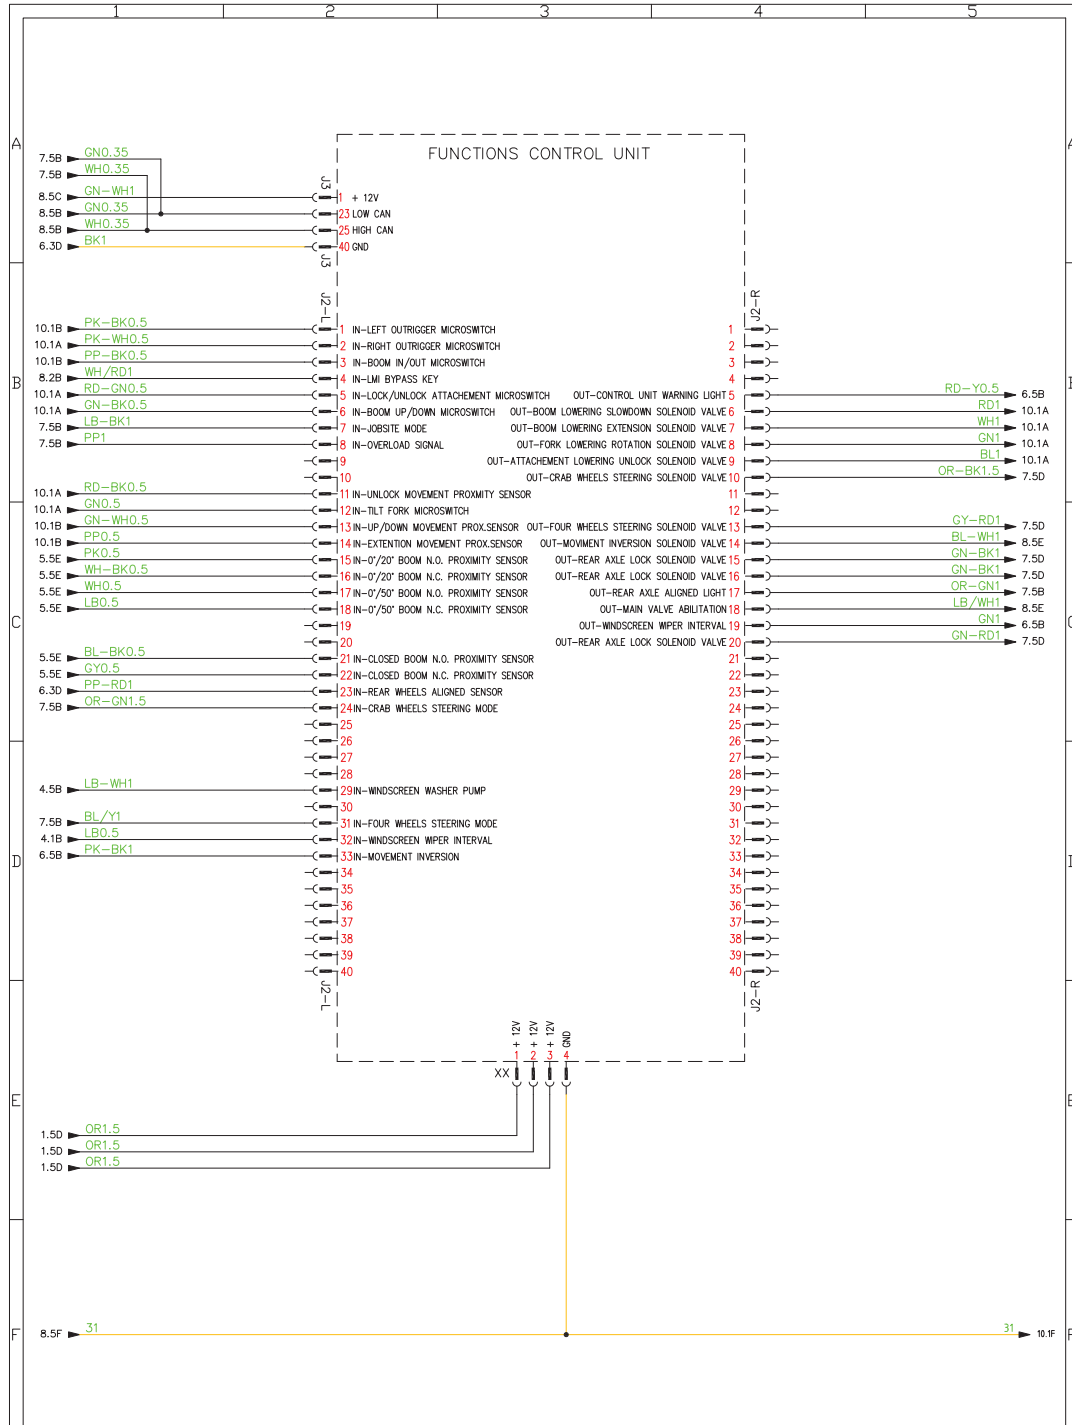 1 2 3 4 5
A A
FUNCTIONS CONTROL UNIT
7.5B GN0.35
7.5B WH0.35
J3
8.5C GN-WH1 1 + 12V
8.5B GN0.35 23 LOW CAN
8.5B WH0.35 25 HIGH CAN
6.3D BK1 40 GND
J3
J2-L J2-R
10.1B PK-BK0.5 1 IN-LEFT OUTRIGGER MICROSWITCH 1
10.1A PK-WH0.5 2 IN-RIGHT OUTRIGGER MICROSWITCH 2
10.1B PP-BK0.5 3 IN-BOOM IN/OUT MICROSWITCH 3
8.2B WH/RD1 4 IN-LMI BYPASS KEY 4
B B
10.1A RD-GN0.5 5 IN-LOCK/UNLOCK ATTACHEMENT MICROSWITCH OUT-CONTROL UNIT WARNING LIGHT 5 RD-Y0.5 6.5B
10.1A GN-BK0.5 6 IN-BOOM UP/DOWN MICROSWITCH OUT-BOOM LOWERING SLOWDOWN SOLENOID VALVE 6 RD1 10.1A
7.5B LB-BK1 7 IN-JOBSITE MODE OUT-BOOM LOWERING EXTENSION SOLENOID VALVE 7 WH1 10.1A
7.5B PP1 8 IN-OVERLOAD SIGNAL OUT-FORK LOWERING ROTATION SOLENOID VALVE 8 GN1 10.1A
9 OUT-ATTACHEMENT LOWERING UNLOCK SOLENOID VALVE 9 BL1 10.1A
10 OUT-CRAB WHEELS STEERING SOLENOID VALVE 10 OR-BK1.5 7.5D
10.1A RD-BK0.5 11 IN-UNLOCK MOVEMENT PROXMITY SENSOR 11
10.1A GN0.5 12 IN-TILT FORK MICROSWITCH 12
10.1B GN-WH0.5 13 IN-UP/DOWN MOVEMENT PROX.SENSOR OUT-FOUR WHEELS STEERING SOLENOID VALVE 13 GY-RD1 7.5D
10.1B PP0.5 14 IN-EXTENTION MOVEMENT PROX.SENSOR OUT-MOVIMENT INVERSION SOLENOID VALVE 14 BL-WH1 8.5E
5.5E PK0.5 15 IN-0°/20° BOOM N.O. PROXIMITY SENSOR OUT-REAR AXLE LOCK SOLENOID VALVE 15 GN-BK1 7.5D
5.5E WH-BK0.5 16 IN-0°/20° BOOM N.C. PROXIMITY SENSOR OUT-REAR AXLE LOCK SOLENOID VALVE 16 GN-BK1 7.5D
5.5E WH0.5 17 IN-0°/50° BOOM N.O. PROXIMITY SENSOR OUT-REAR AXLE ALIGNED LIGHT 17 OR-GN1 7.5B
5.5E LB0.5 18 IN-0°/50° BOOM N.C. PROXIMITY SENSOR OUT-MAIN VALVE ABILITATION 18 LB/WH1 8.5E
C C
19 OUT-WINDSCREEN WIPER INTERVAL 19 GN1 6.5B
20 OUT-REAR AXLE LOCK SOLENOID VALVE 20 GN-RD1 7.5D
5.5E BL-BK0.5 21 IN-CLOSED BOOM N.O. PROXIMITY SENSOR 21
5.5E GY0.5 22 IN-CLOSED BOOM N.C. PROXIMITY SENSOR 22
6.3D PP-RD1 23 IN-REAR WHEELS ALIGNED SENSOR 23
7.5B OR-GN1.5 24 IN-CRAB WHEELS STEERING MODE 24
25 25
26 26
27 27
28 28
4.5B LB-WH1 29 IN-WINDSCREEN WASHER PUMP 29
30 30
7.5B BL/Y1 31 IN-FOUR WHEELS STEERING MODE 31
4.1B LB0.5 32 IN-WINDSCREEN WIPER INTERVAL 32
6.5B PK-BK1 33 IN-MOVEMENT INVERSION 33
D D
34 34
35 35
36 36
37 37
38 38
39 39
40 40
J2-L J2-R
+ 12V + 12V + 12V GND
1 2 3 4
XX
E E
1.5D OR1.5
1.5D OR1.5
1.5D OR1.5
F 8.5F 31 31 10.1F F